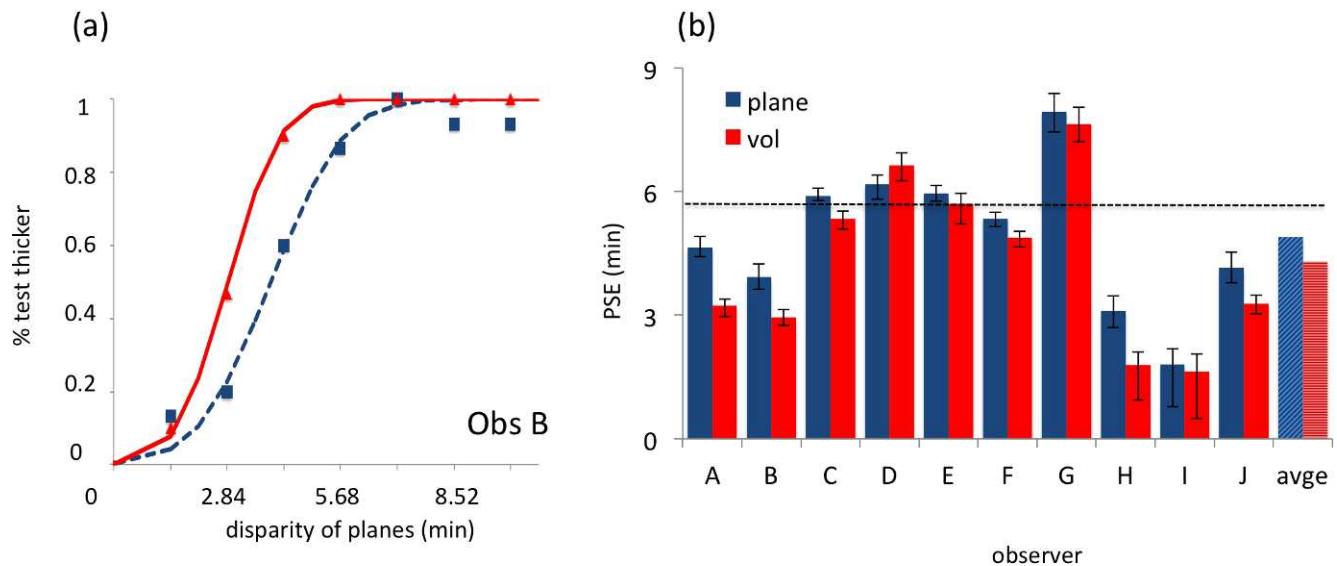 (a)
% test thicker
1
0.8
0.6
0.4
0.2
0
Obs B
0 2.84 5.68 8.52
disparity of planes (min)
(b)
PSE (min)
9
6
3
0
plane
vol
A B C D E F G H I J avge
observer